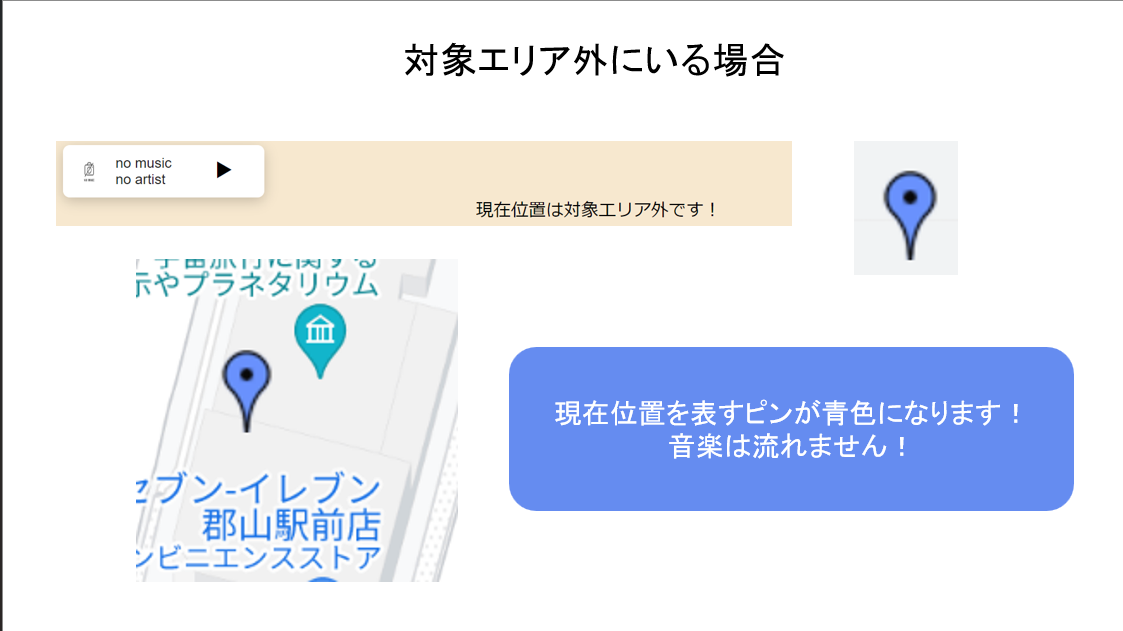 対象エリア外にいる場合
no music
no artist
現在位置は対象エリア外です！
宇宙旅行に関する
示やプラネタリウム
セブン-イレブン
郡山駅前店
ンビニエンスストア
現在位置を表すピンが青色になります！
音楽は流れません！